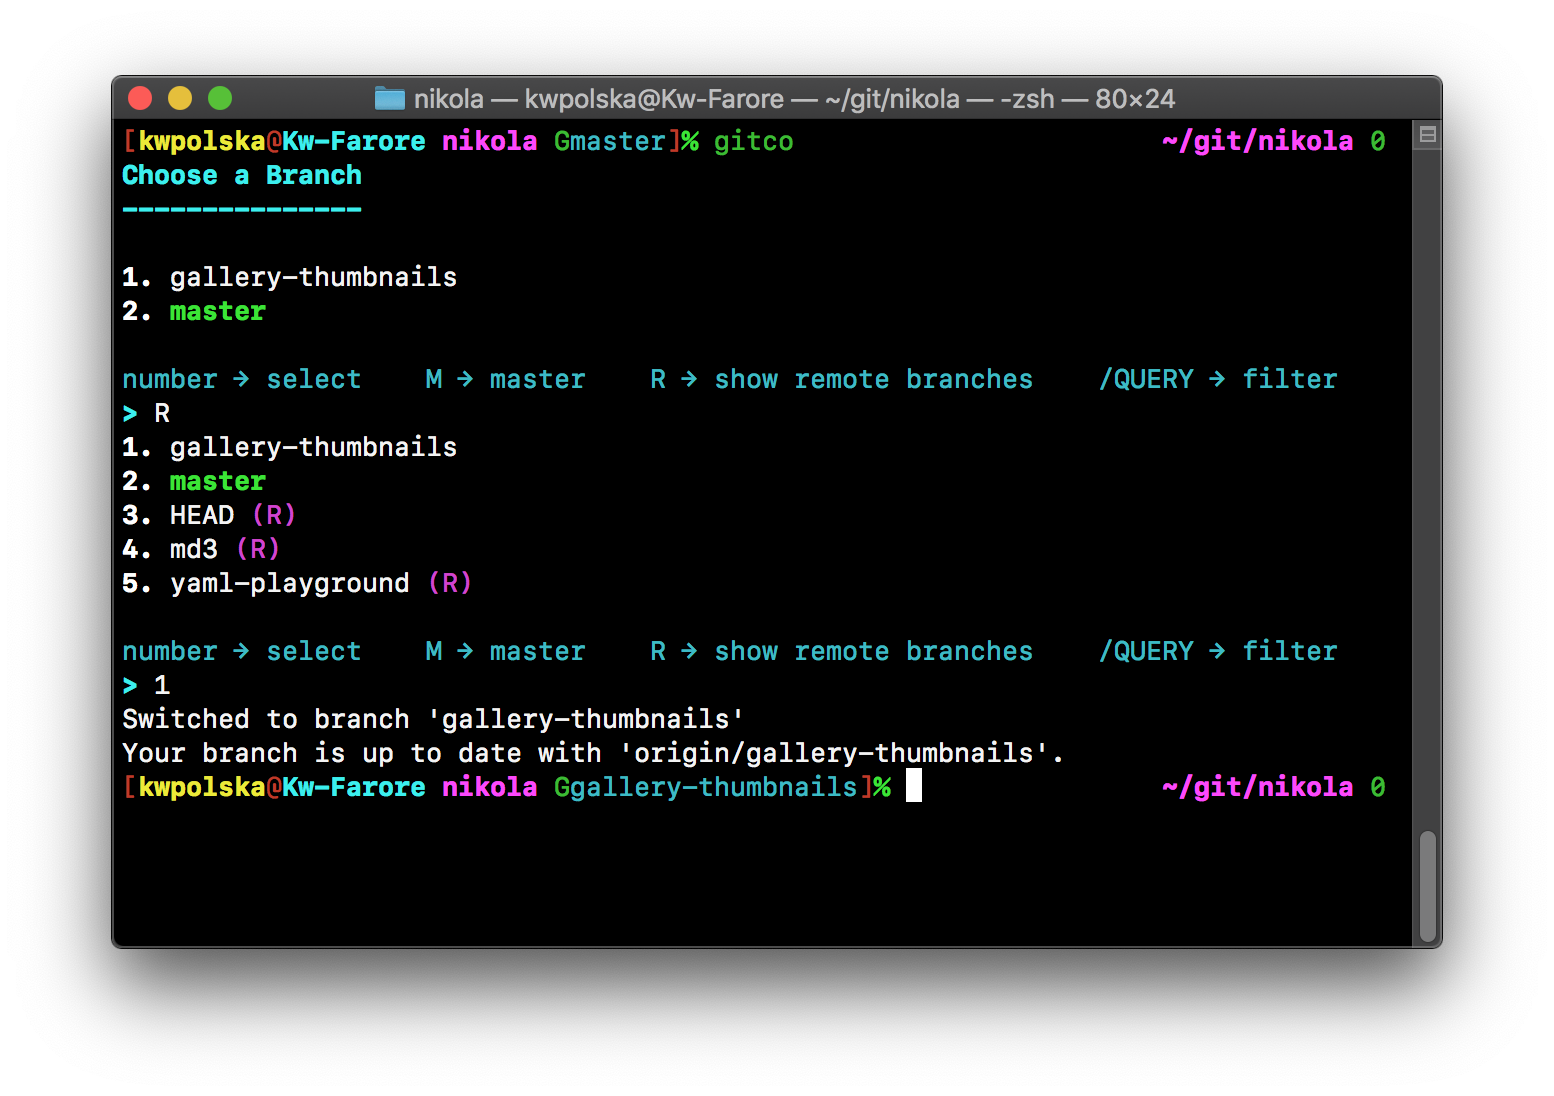 nikola — kwpolska@Kw-Farore — ~/git/nikola — -zsh — 80×24
[kwpolska@Kw-Farore nikola Gmaster]% gitco ~/git/nikola 0
Choose a Branch
---------------
1. gallery-thumbnails
2. master
number → select M → master R → show remote branches /QUERY → filter
> R
1. gallery-thumbnails
2. master
3. HEAD (R)
4. md3 (R)
5. yaml-playground (R)
number → select M → master R → show remote branches /QUERY → filter
> 1
Switched to branch 'gallery-thumbnails'
Your branch is up to date with 'origin/gallery-thumbnails'.
[kwpolska@Kw-Farore nikola Ggallery-thumbnails]% ~/git/nikola 0